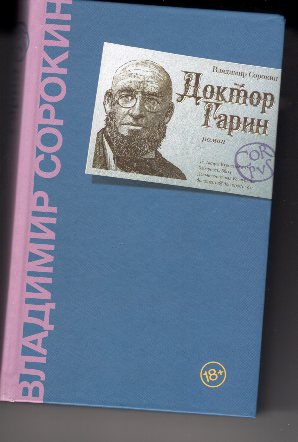 ВЛАДИМИР СОРОКИН
Владимир Сорокин
Доктор
Гарин
роман
18+